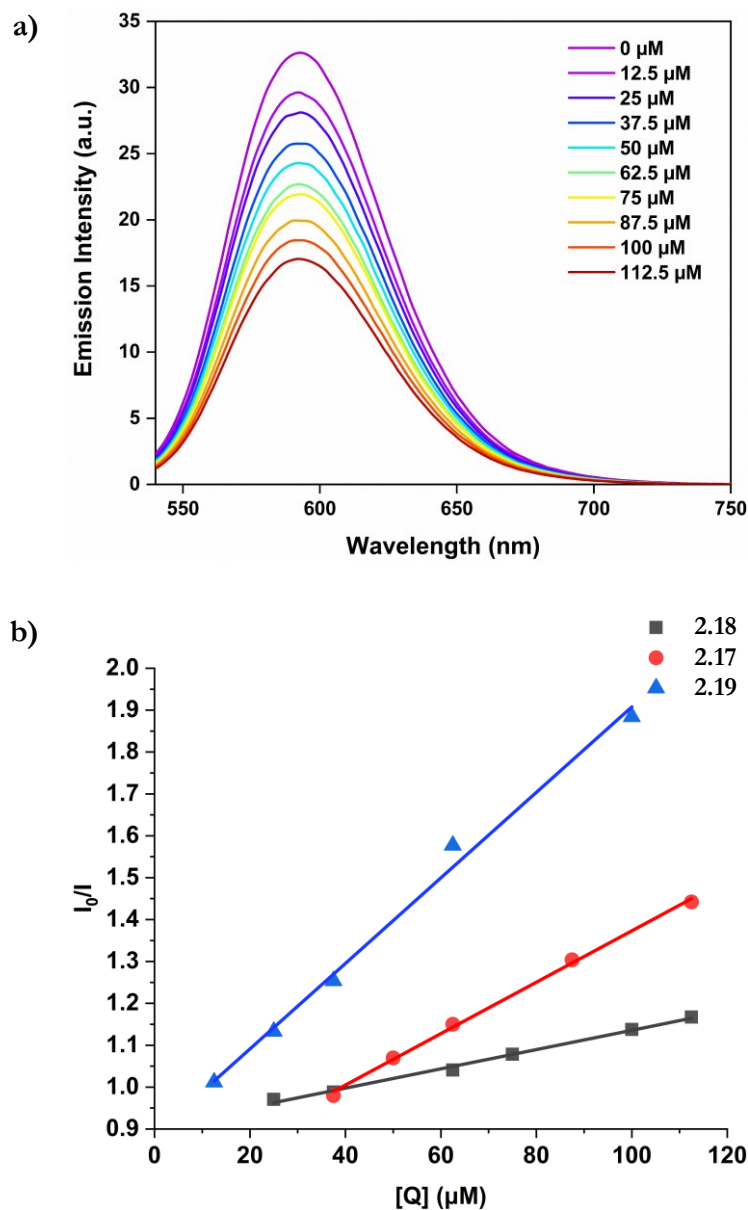 a)
35
30
25
20
15
10
5
0
Emission Intensity (a.u.)
0 µM
12.5 µM
25 µM
37.5 µM
50 µM
62.5 µM
75 µM
87.5 µM
100 µM
112.5 µM
550 600 650 700 750
Wavelength (nm)
b)
2.18
2.17
2.19
2.0
1.9
1.8
1.7
1.6
1.5
1.4
1.3
1.2
1.1
1.0
0.9
I₀/I
0 20 40 60 80 100 120
[Q] (µM)